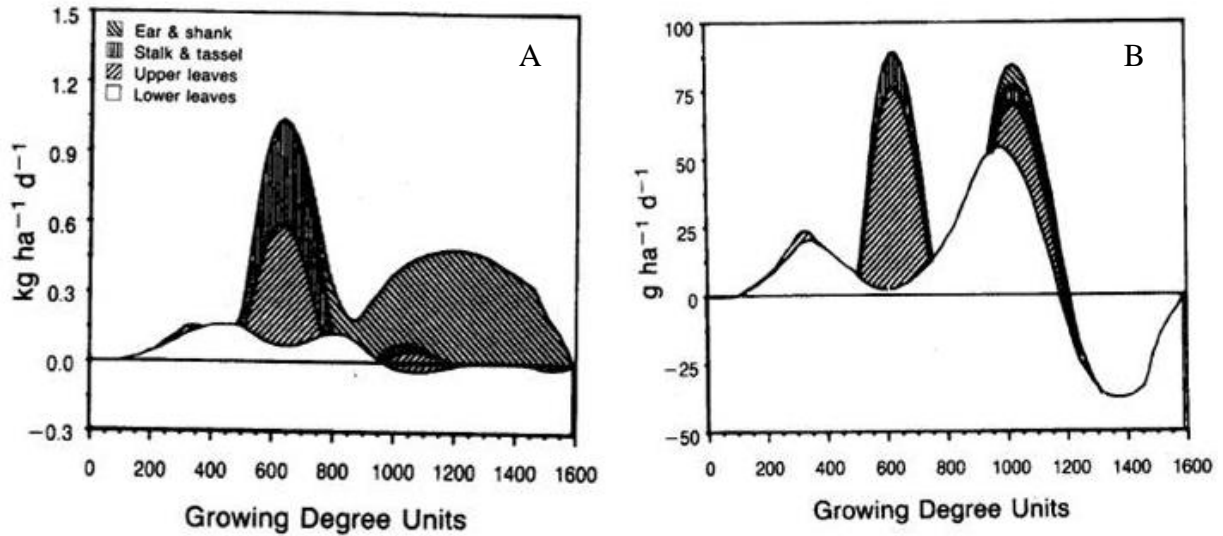 A
Ear & shank
Stalk & tassel
Upper leaves
Lower leaves
1.5
1.2
0.9
0.6
0.3
0.0
−0.3
kg ha⁻¹ d⁻¹
0 200 400 600 800 1000 1200 1400 1600
Growing Degree Units
B
100
75
50
25
0
−25
−50
g ha⁻¹ d⁻¹
0 200 400 600 800 1000 1200 1400 1600
Growing Degree Units